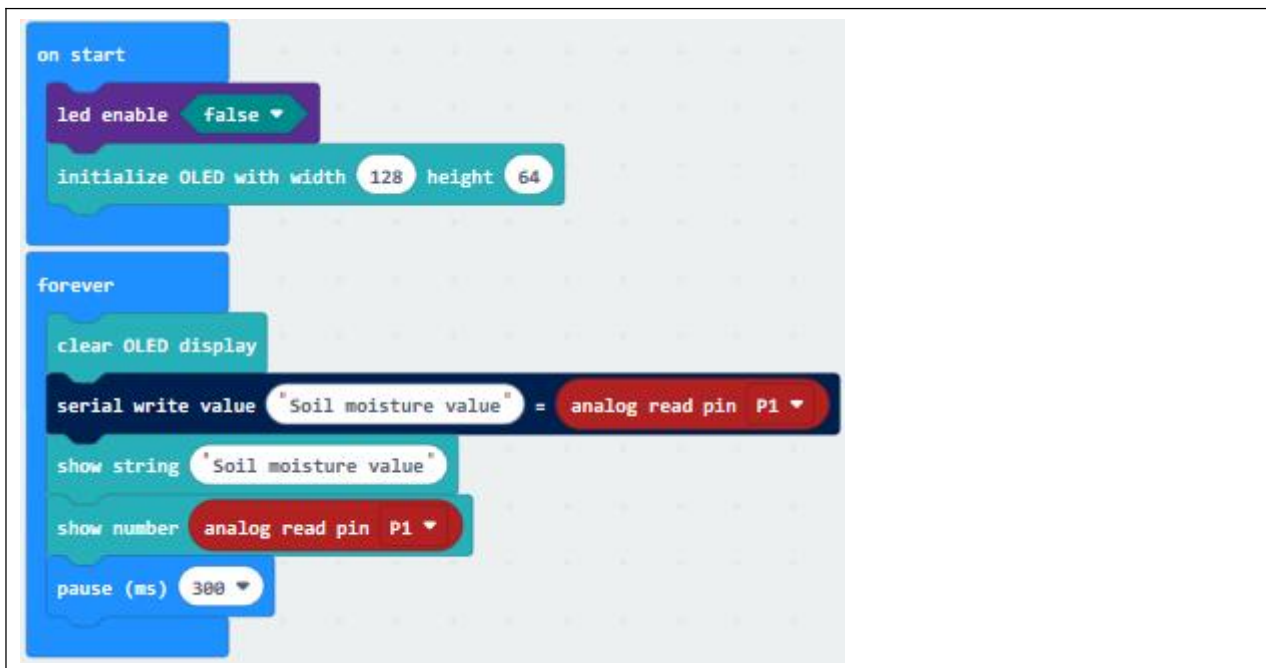 on start
led enable false
initialize OLED with width 128 height 64
forever
clear OLED display
serial write value "Soil moisture value" = analog read pin P1
show string "Soil moisture value"
show number analog read pin P1
pause (ms) 300